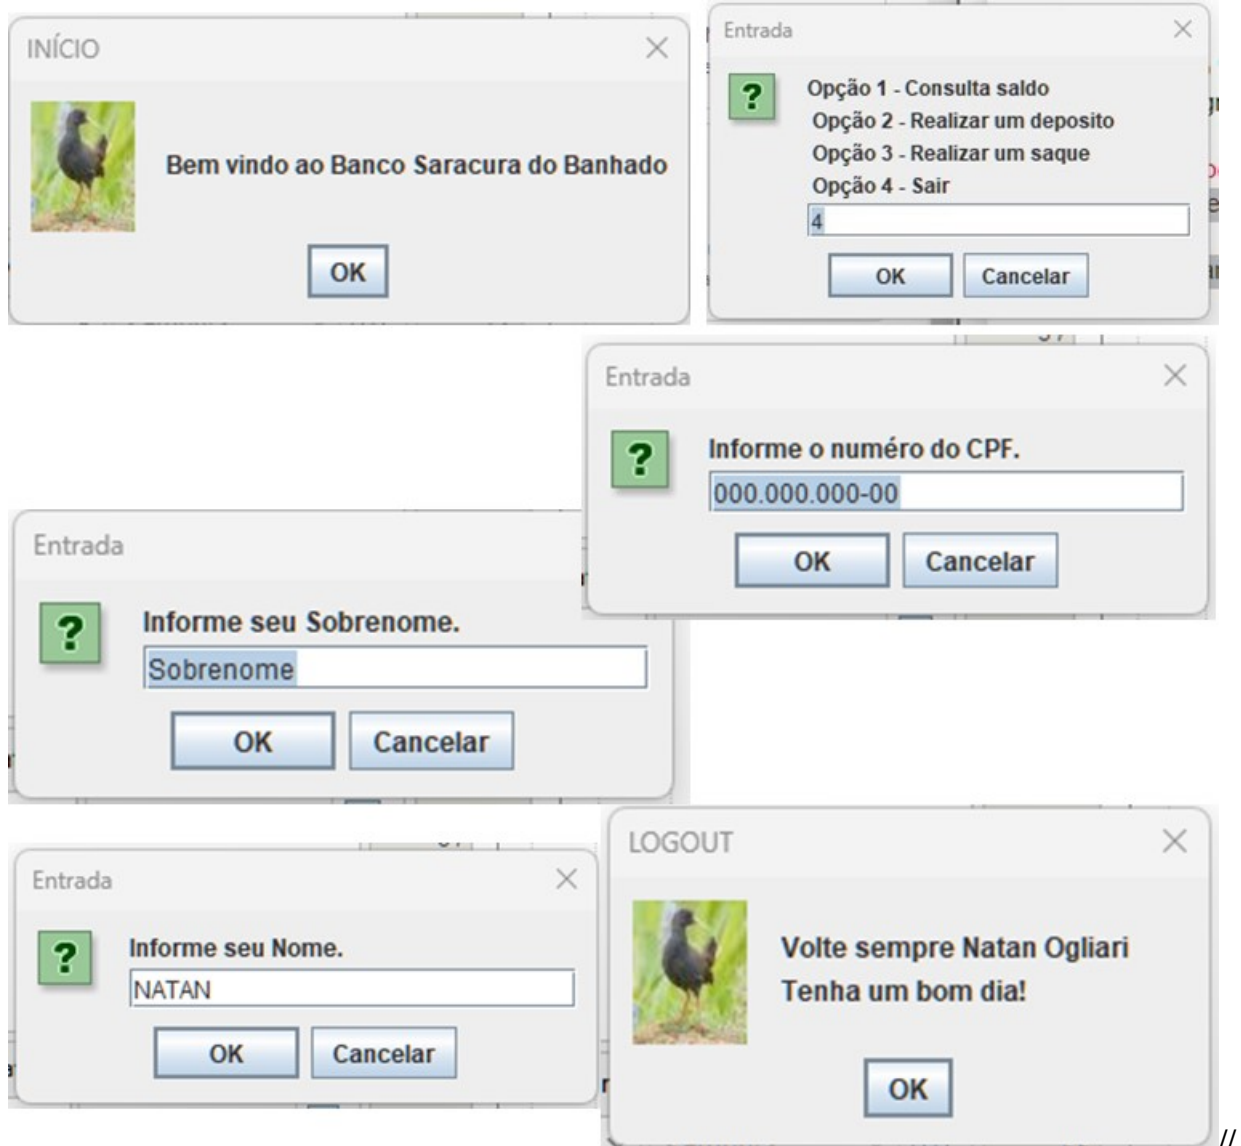 INÍCIO
Bem vindo ao Banco Saracura do Banhado
OK
Entrada
Opção 1 - Consulta saldo
Opção 2 - Realizar um deposito
Opção 3 - Realizar um saque
Opção 4 - Sair
4
OK Cancelar
Entrada
Informe o numéro do CPF.
000.000.000-00
OK Cancelar
Entrada
Informe seu Sobrenome.
Sobrenome
OK Cancelar
Entrada
Informe seu Nome.
NATAN
OK Cancelar
LOGOUT
Volte sempre Natan Ogliari
Tenha um bom dia!
OK
//